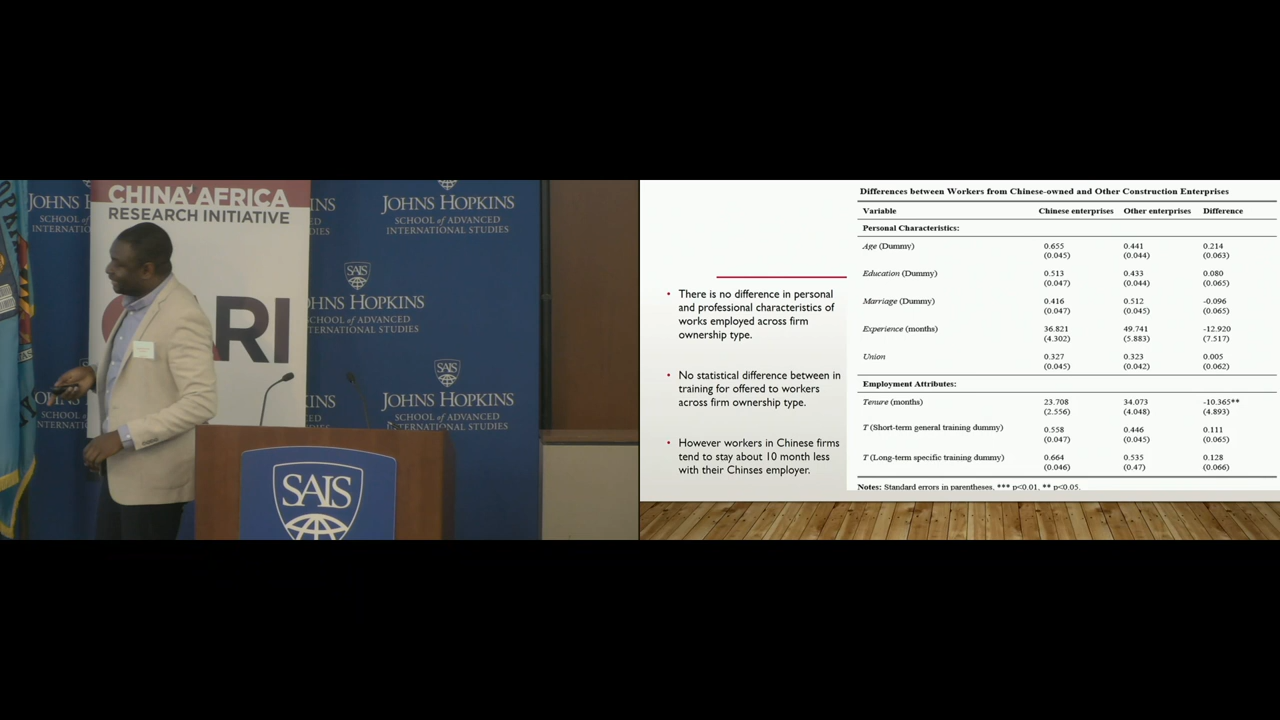 CHINA AFRICA
RESEARCH INITIATIVE
ARI
JOHNS HOPKINS
SCHOOL of ADVANCED
INTERNATIONAL STUDIES
SAIS
JOHNS HOPKINS
SCHOOL of ADVANCED
INTERNATIONAL STUDIES
JOHNS HOPKINS
SCHOOL of ADVANCED
INTERNATIONAL STUDIES
SAIS
Differences between Workers from Chinese-owned and Other Construction Enterprises
Variable Chinese enterprises Other enterprises Difference
Personal Characteristics:
Age (Dummy) 0.655 0.441 0.214
(0.045) (0.044) (0.063)
Education (Dummy) 0.513 0.433 0.080
(0.047) (0.044) (0.065)
Marriage (Dummy) 0.416 0.512 -0.096
(0.047) (0.045) (0.065)
Experience (months) 36.821 49.741 -12.920
(4.302) (5.883) (7.517)
Union 0.327 0.323 0.005
(0.045) (0.042) (0.062)
Employment Attributes:
Tenure (months) 23.708 34.073 -10.365**
(2.556) (4.048) (4.893)
T (Short-term general training dummy) 0.558 0.446 0.111
(0.047) (0.045) (0.065)
T (Long-term specific training dummy) 0.664 0.535 0.128
(0.046) (0.47) (0.066)
Notes: Standard errors in parentheses, *** p<0.01, ** p<0.05.
• There is no difference in personal
and professional characteristics of
works employed across firm
ownership type.
• No statistical difference between in
training for offered to workers
across firm ownership type.
• However workers in Chinese firms
tend to stay about 10 month less
with their Chinses employer.